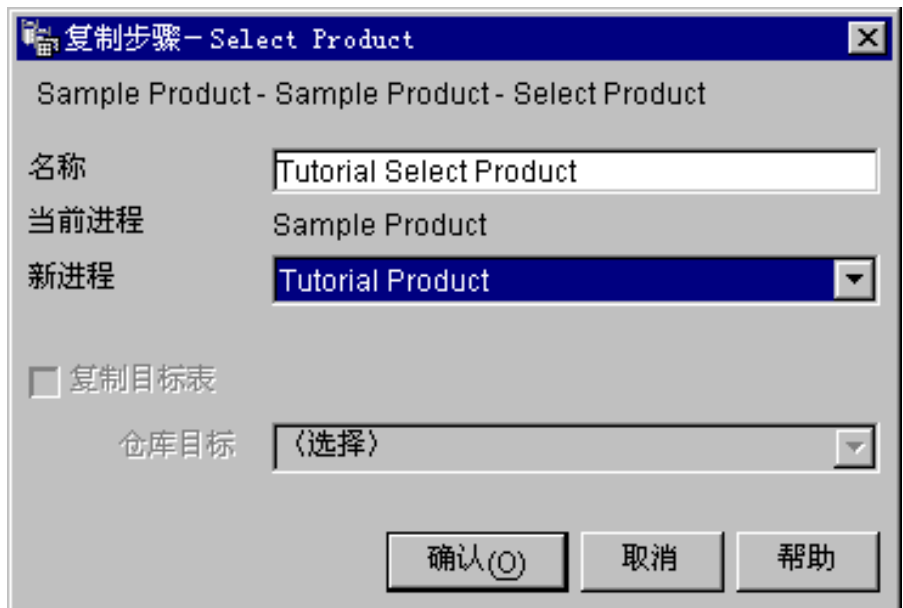 复制步骤－Select Product
Sample Product - Sample Product - Select Product
名称 Tutorial Select Product
当前进程 Sample Product
新进程 Tutorial Product
复制目标表
仓库目标 〈选择〉
确认(O) 取消 帮助